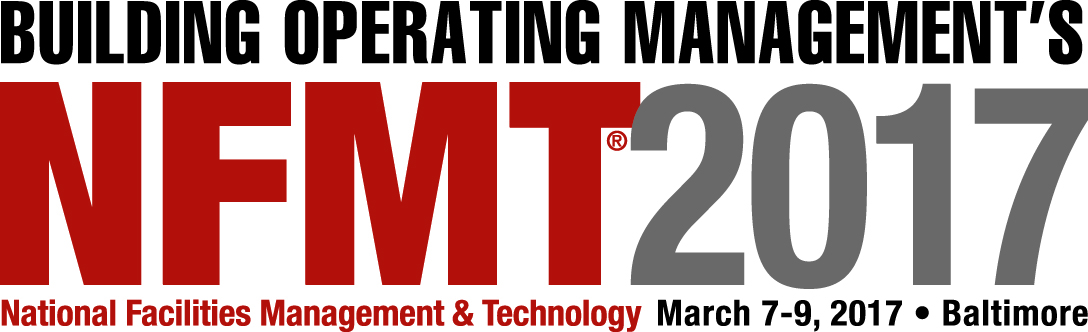 BUILDING OPERATING MANAGEMENT'S
NFMT®2017
National Facilities Management & Technology March 7-9, 2017 • Baltimore